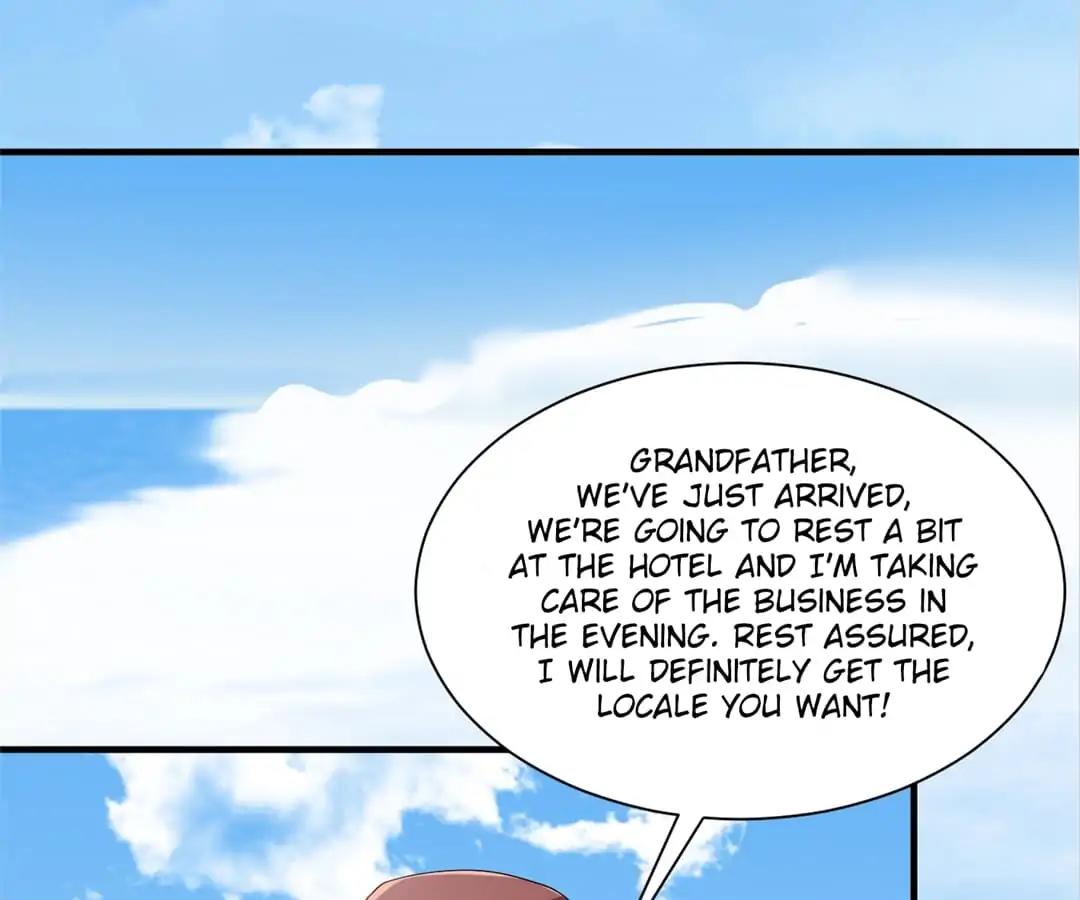 GRANDFATHER,
WE'VE JUST ARRIVED,
WE'RE GOING TO REST A BIT
AT THE HOTEL AND I'M TAKING
CARE OF THE BUSINESS IN
THE EVENING. REST ASSURED,
I WILL DEFINITELY GET THE
LOCALE YOU WANT!